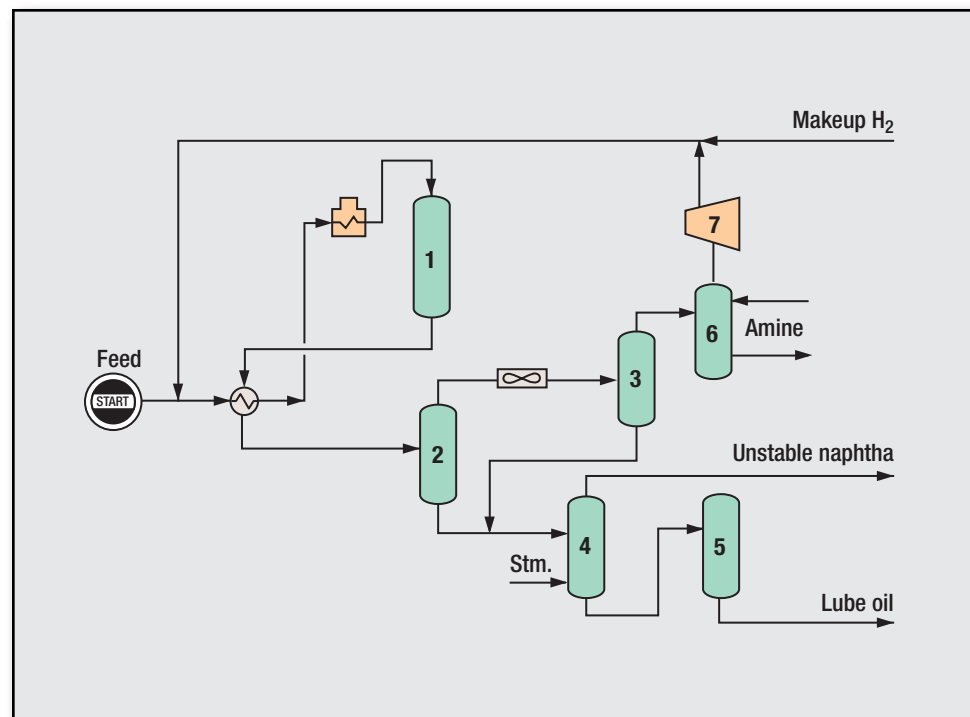 Makeup H₂
7
1
6
Amine
Feed
START
3
2
Unstable naphtha
4
5
Stm.
Lube oil